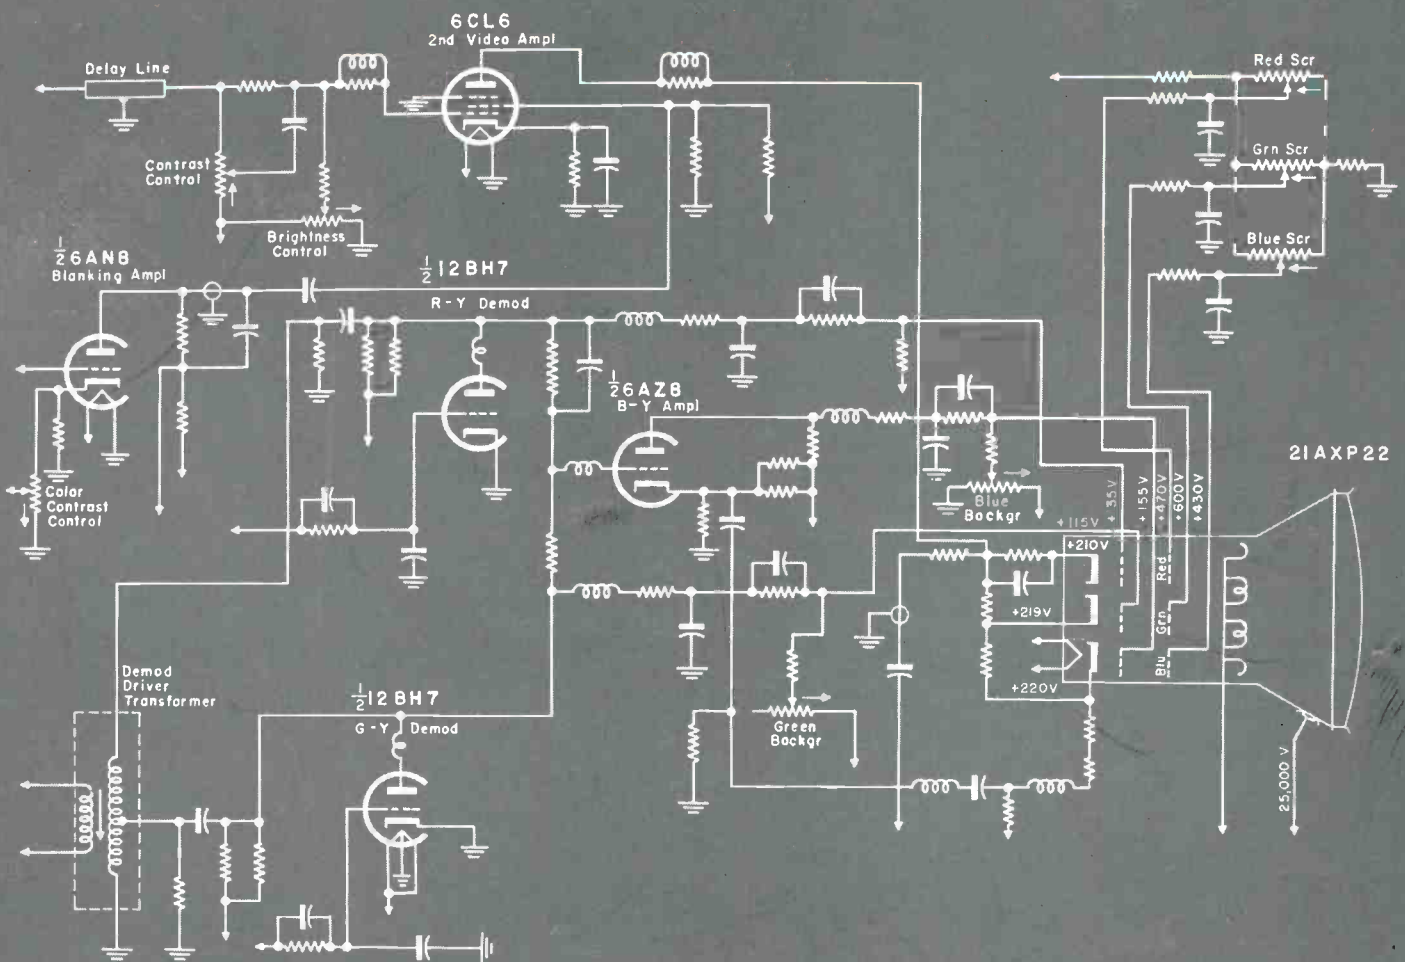 6CL6
2nd Video Ampl
Delay Line
Red Scr
Contrast
Control
Grn Scr
Brightness
Control
Blue Scr
1/2 6AN8
Blanking Ampl
1/2 12BH7
R-Y Demod
1/2 6AZ8
B-Y Ampl
21AXP22
Color
Contrast
Control
Blue
Backgr
+115V
+35V
+155V
+470V
+600V
+430V
+210V
Red
+219V
Grn
Blu
+220V
Demod
Driver
Transformer
1/2 12BH7
G-Y Demod
Green
Backgr
25,000 V